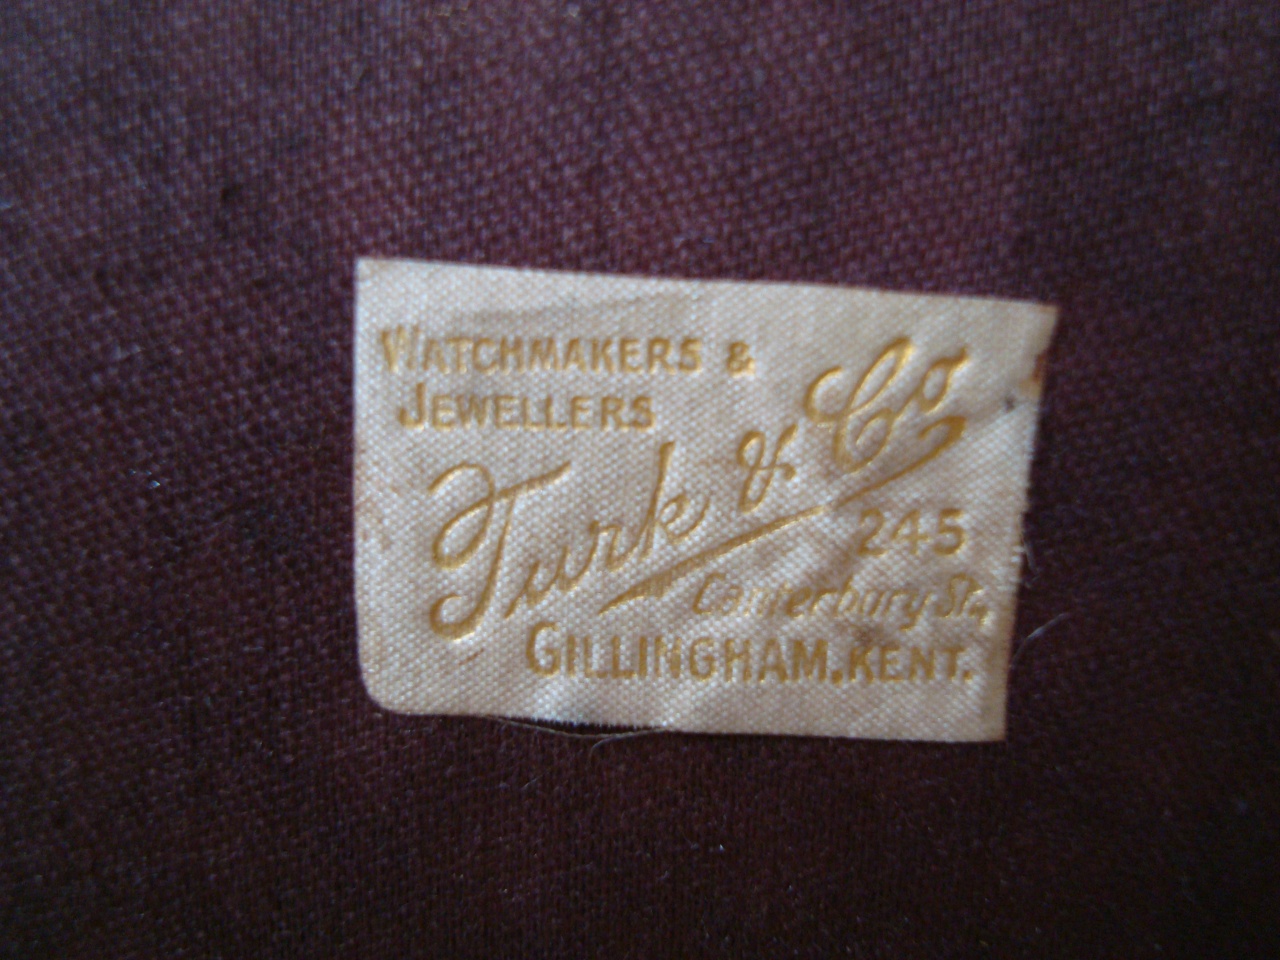 WATCHMAKERS &
JEWELLERS
Turk & Co
245
Canterbury St.,
GILLINGHAM. KENT.